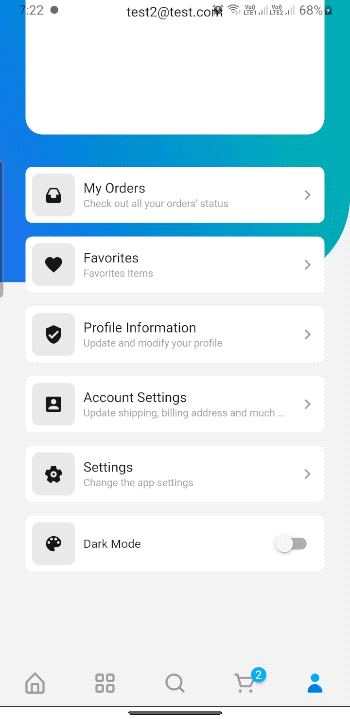 7:22
test2@test.com
Vo))
LTE1
Vo))
LTE2
68%
My Orders
Check out all your orders' status
Favorites
Favorites Items
Profile Information
Update and modify your profile
Account Settings
Update shipping, billing address and much ...
Settings
Change the app settings
Dark Mode
2